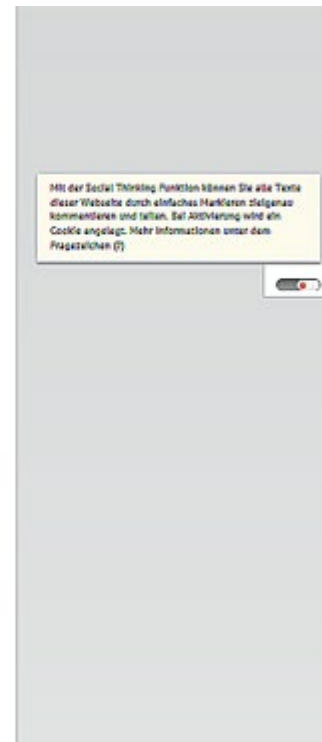 Mit der Social Thinking Funktion können Sie alle Texte
dieser Webseite durch einfaches Markieren zielgenau
kommentieren und teilen. Bei Aktivierung wird ein
Cookie angelegt. Mehr Informationen unter dem
Fragezeichen (?)